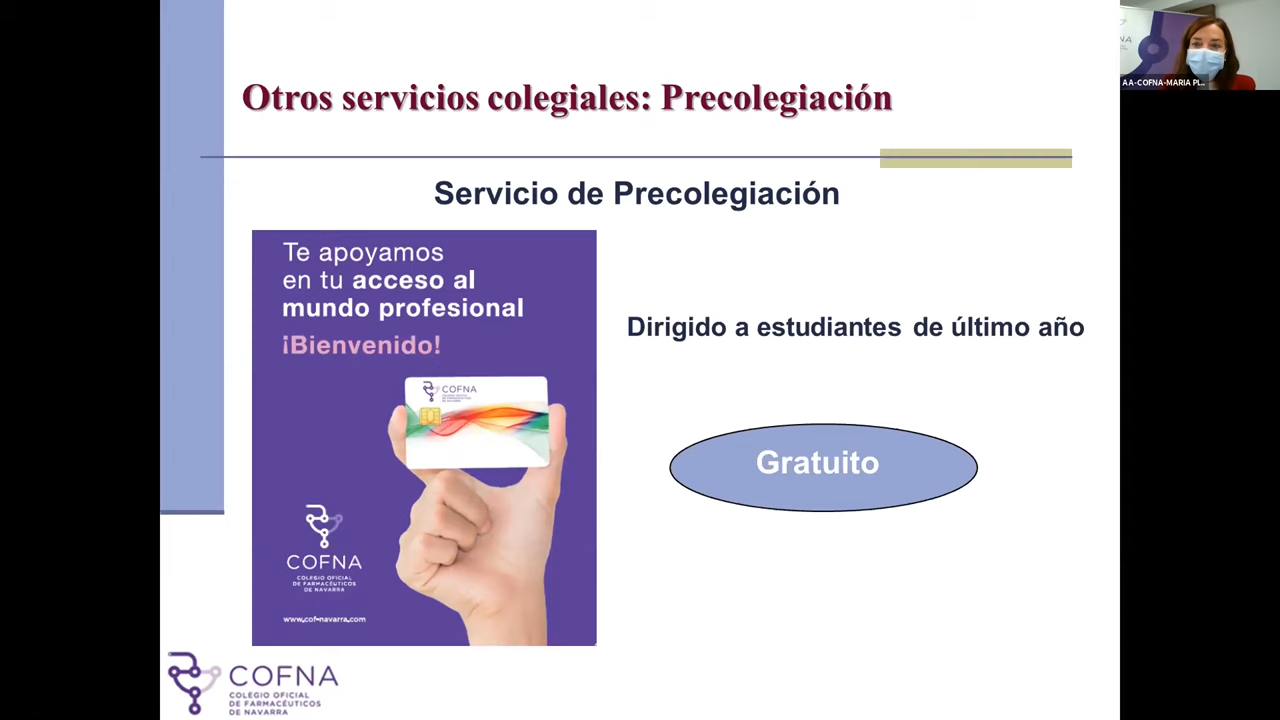 Otros servicios colegiales: Precolegiación
AA-COFNA-MARIA PI...
Servicio de Precolegiación
Te apoyamos
en tu acceso al
mundo profesional
¡Bienvenido!
COFNA
Dirigido a estudiantes de último año
Gratuito
COFNA
COLEGIO OFICIAL
DE FARMACÉUTICOS
DE NAVARRA
www.cof-navarra.com
COFNA
COLEGIO OFICIAL
DE FARMACÉUTICOS
DE NAVARRA